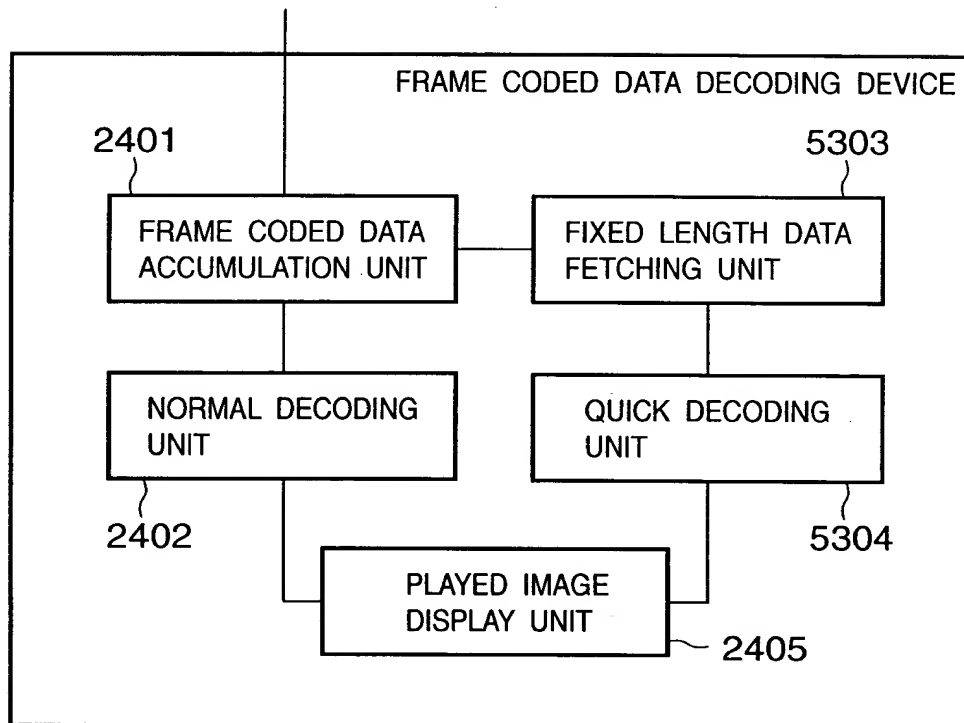 FRAME CODED DATA DECODING DEVICE
2401
5303
FRAME CODED DATA
ACCUMULATION UNIT
FIXED LENGTH DATA
FETCHING UNIT
NORMAL DECODING
UNIT
QUICK DECODING
UNIT
2402
5304
PLAYED IMAGE
DISPLAY UNIT
2405